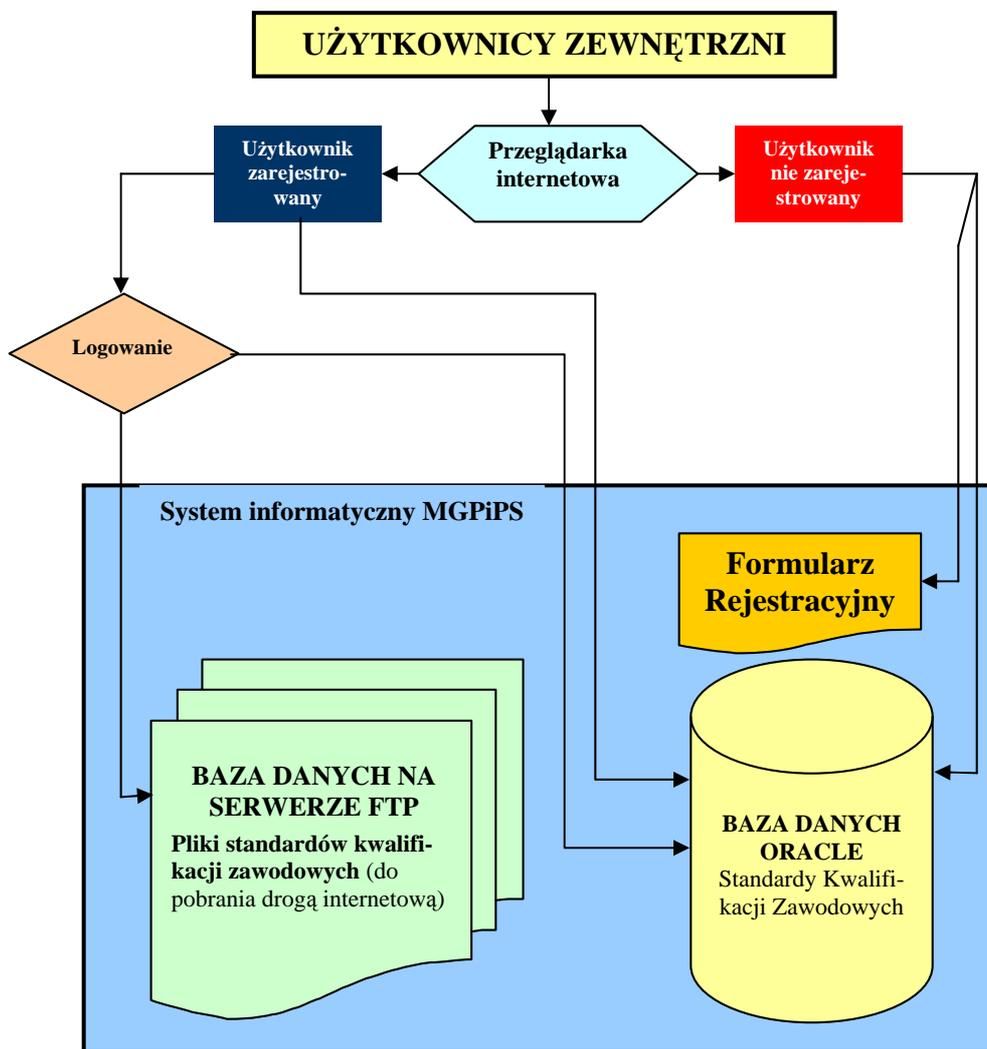 UŻYTKOWNICY ZEWNĘTRZNI
Użytkownik
zarejestro-
wany
Przeglądarka
internetowa
Użytkownik
nie zareje-
strowany
Logowanie
System informatyczny MGPiPS
Formularz
Rejestracyjny
BAZA DANYCH NA
SERWERZE FTP
Pliki standardów kwalifi-
kacji zawodowych (do
pobrania drogą internetową)
BAZA DANYCH
ORACLE
Standardy Kwalifi-
kacji Zawodowych